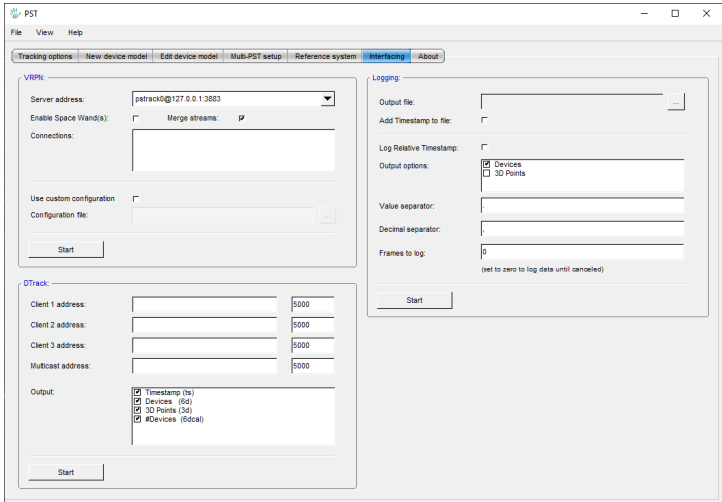 PST
File View Help
Tracking options New device model Edit device model Multi-PST setup Reference system Interfacing About
VRPN:
Server address: pstrack0@127.0.0.1:3883
Enable Space Wand(s): Merge streams:
Connections:
Use custom configuration
Configuration file: ...
Start
DTrack:
Client 1 address: 5000
Client 2 address: 5000
Client 3 address: 5000
Multicast address: 5000
Output: Timestamp (ts)
Devices (6d)
3D Points (3d)
#Devices (6dcal)
Start
Logging:
Output file: ...
Add Timestamp to file:
Log Relative Timestamp:
Output options: Devices
3D Points
Value separator:
Decimal separator:
Frames to log: 0
(set to zero to log data untill canceled)
Start